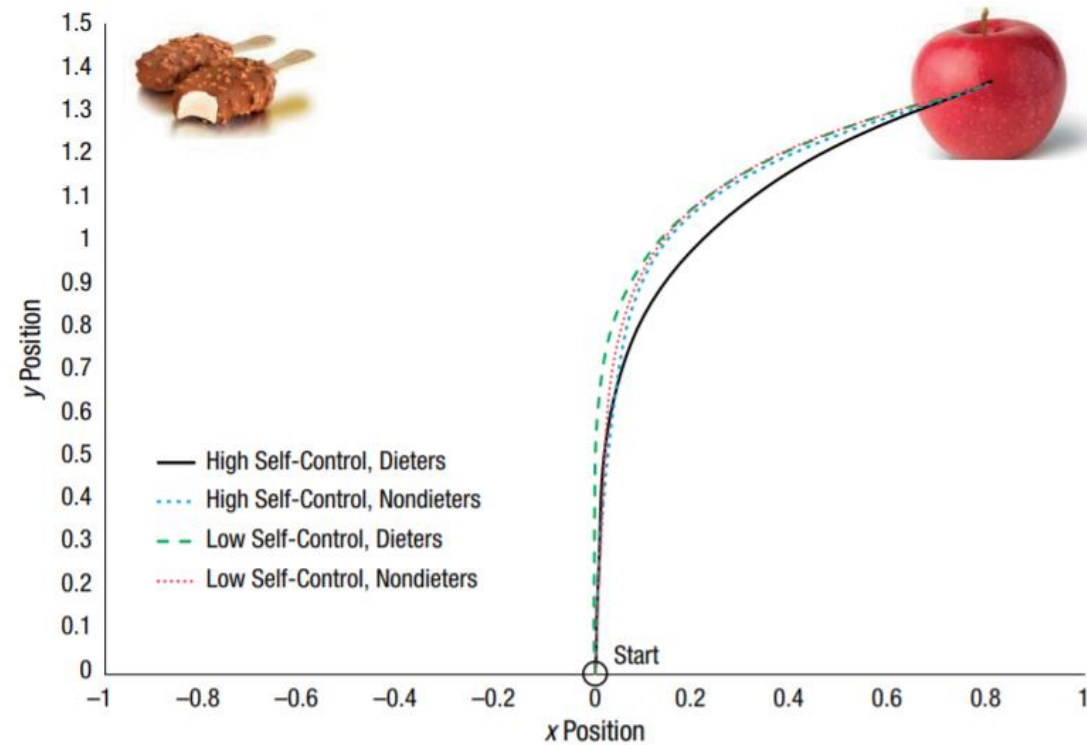 1.5
1.4
1.3
1.2
1.1
1
0.9
0.8
0.7
0.6
0.5
0.4
0.3
0.2
0.1
0
y Position
High Self-Control, Dieters
High Self-Control, Nondieters
Low Self-Control, Dieters
Low Self-Control, Nondieters
Start
–1 –0.8 –0.6 –0.4 –0.2 0 0.2 0.4 0.6 0.8 1
x Position